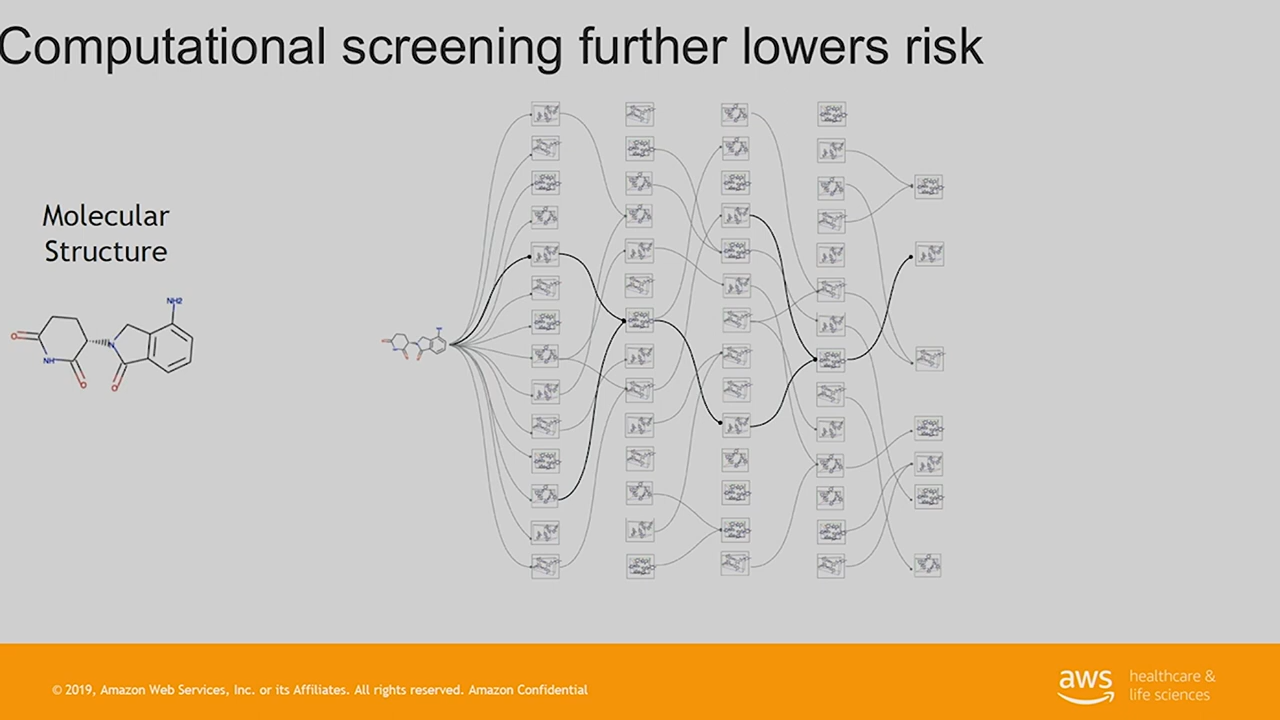 Computational screening further lowers risk
Molecular
Structure
NH2
O
N
NH
O
O
© 2019, Amazon Web Services, Inc. or its Affiliates. All rights reserved. Amazon Confidential
aws
healthcare &
life sciences